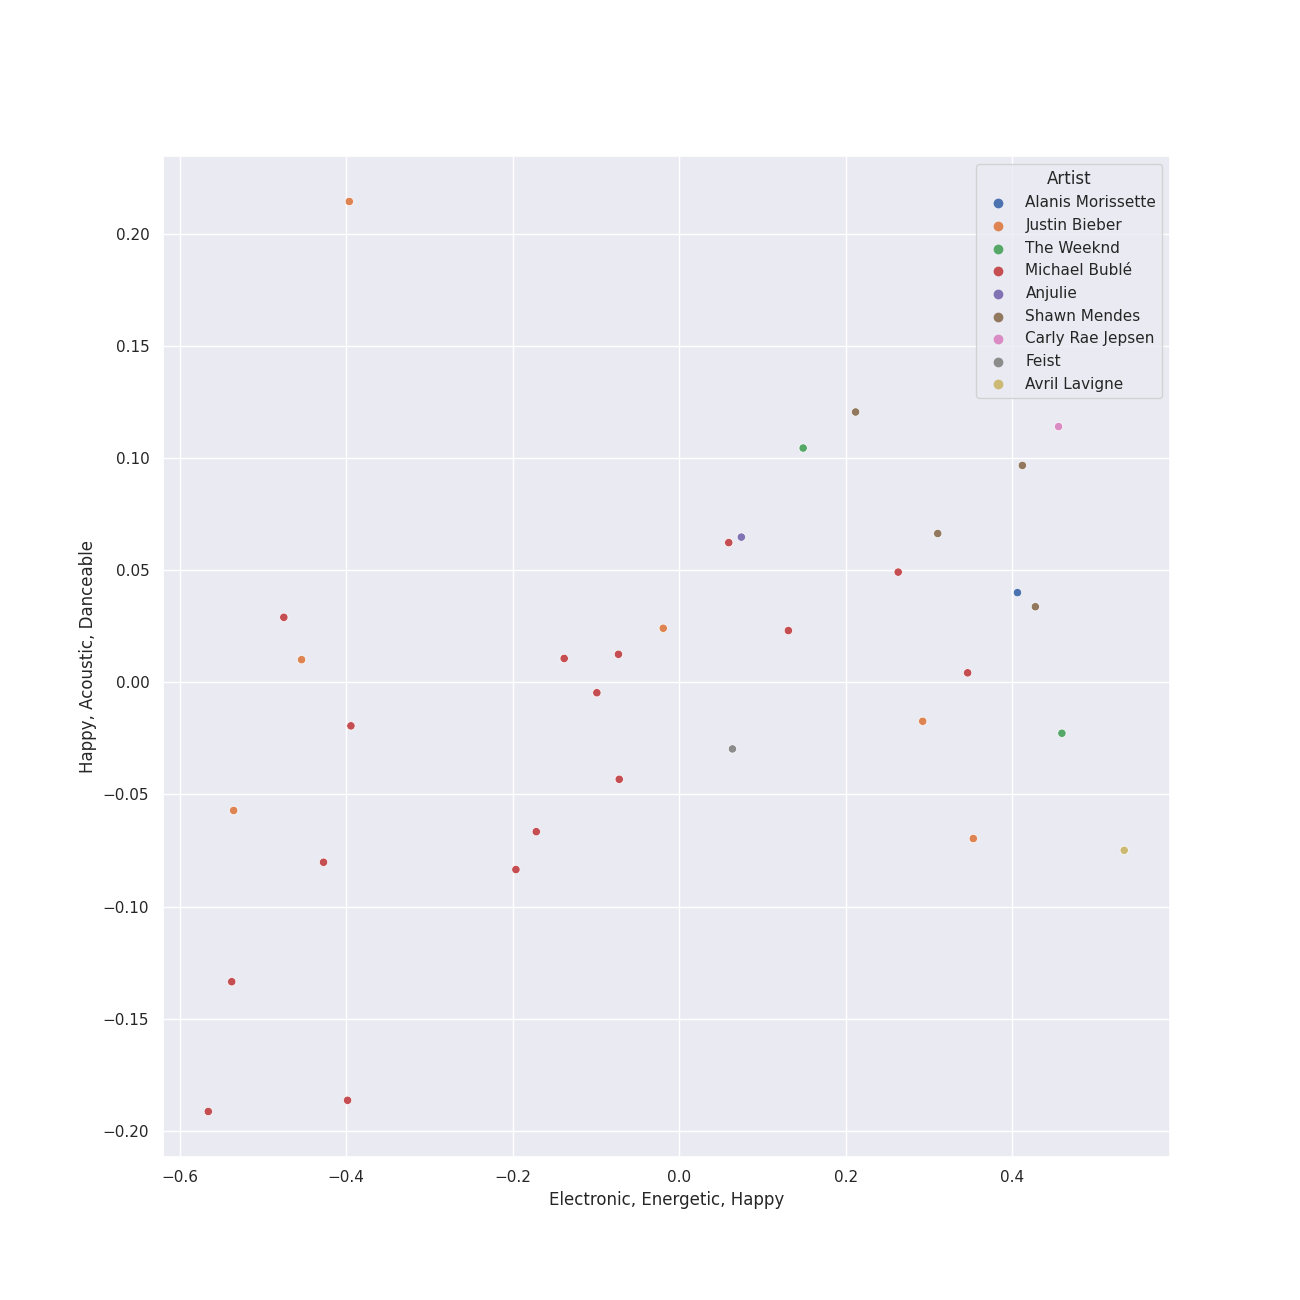 Artist
Alanis Morissette
Justin Bieber
The Weeknd
Michael Bublé
Anjulie
Shawn Mendes
Carly Rae Jepsen
Feist
Avril Lavigne
0.20
0.15
0.10
0.05
0.00
−0.05
−0.10
−0.15
−0.20
Happy, Acoustic, Danceable
−0.6
−0.4
−0.2
0.0
0.2
0.4
Electronic, Energetic, Happy